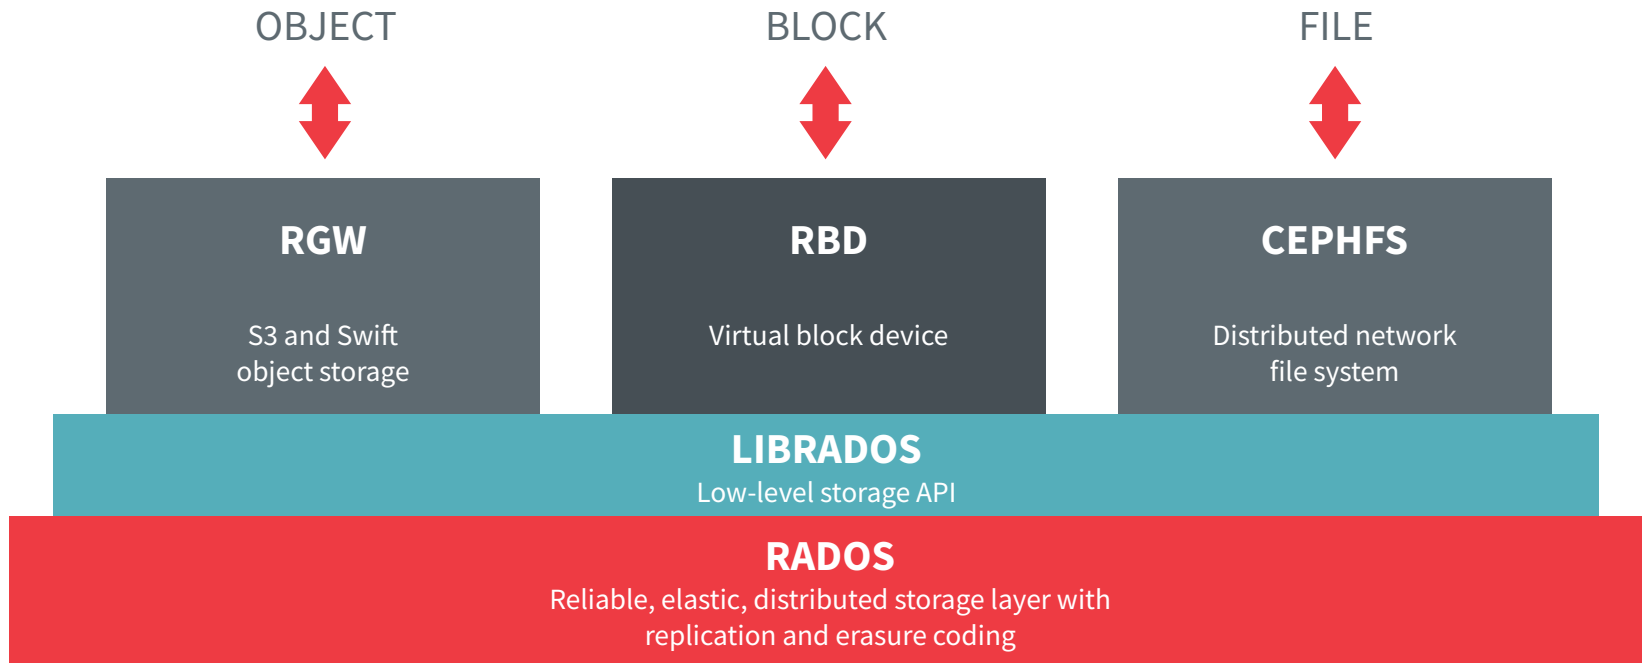 OBJECT
BLOCK
FILE
RGW
S3 and Swift
object storage
RBD
Virtual block device
CEPHFS
Distributed network
file system
LIBRADOS
Low-level storage API
RADOS
Reliable, elastic, distributed storage layer with
replication and erasure coding